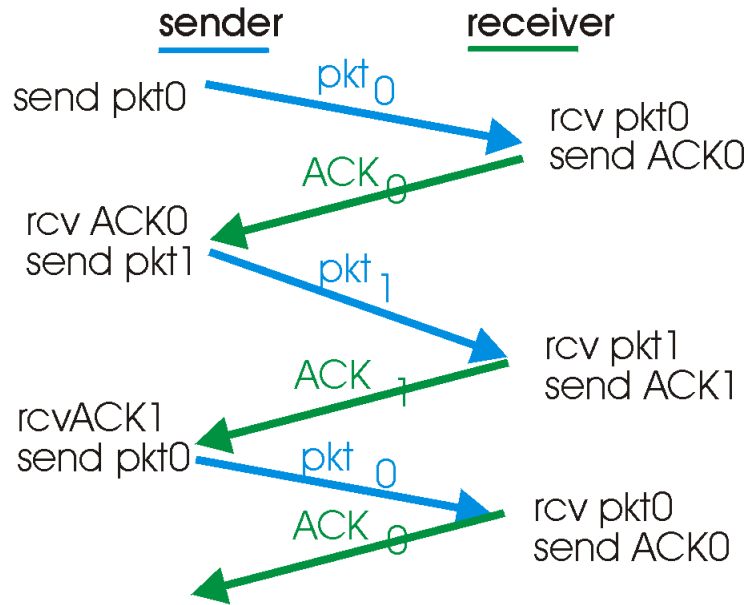 sender
receiver
pkt0
send pkt0
rcv pkt0
send ACK0
ACK0
rcv ACK0
send pkt1
pkt1
rcv pkt1
send ACK1
ACK1
rcvACK1
send pkt0
pkt0
rcv pkt0
send ACK0
ACK0